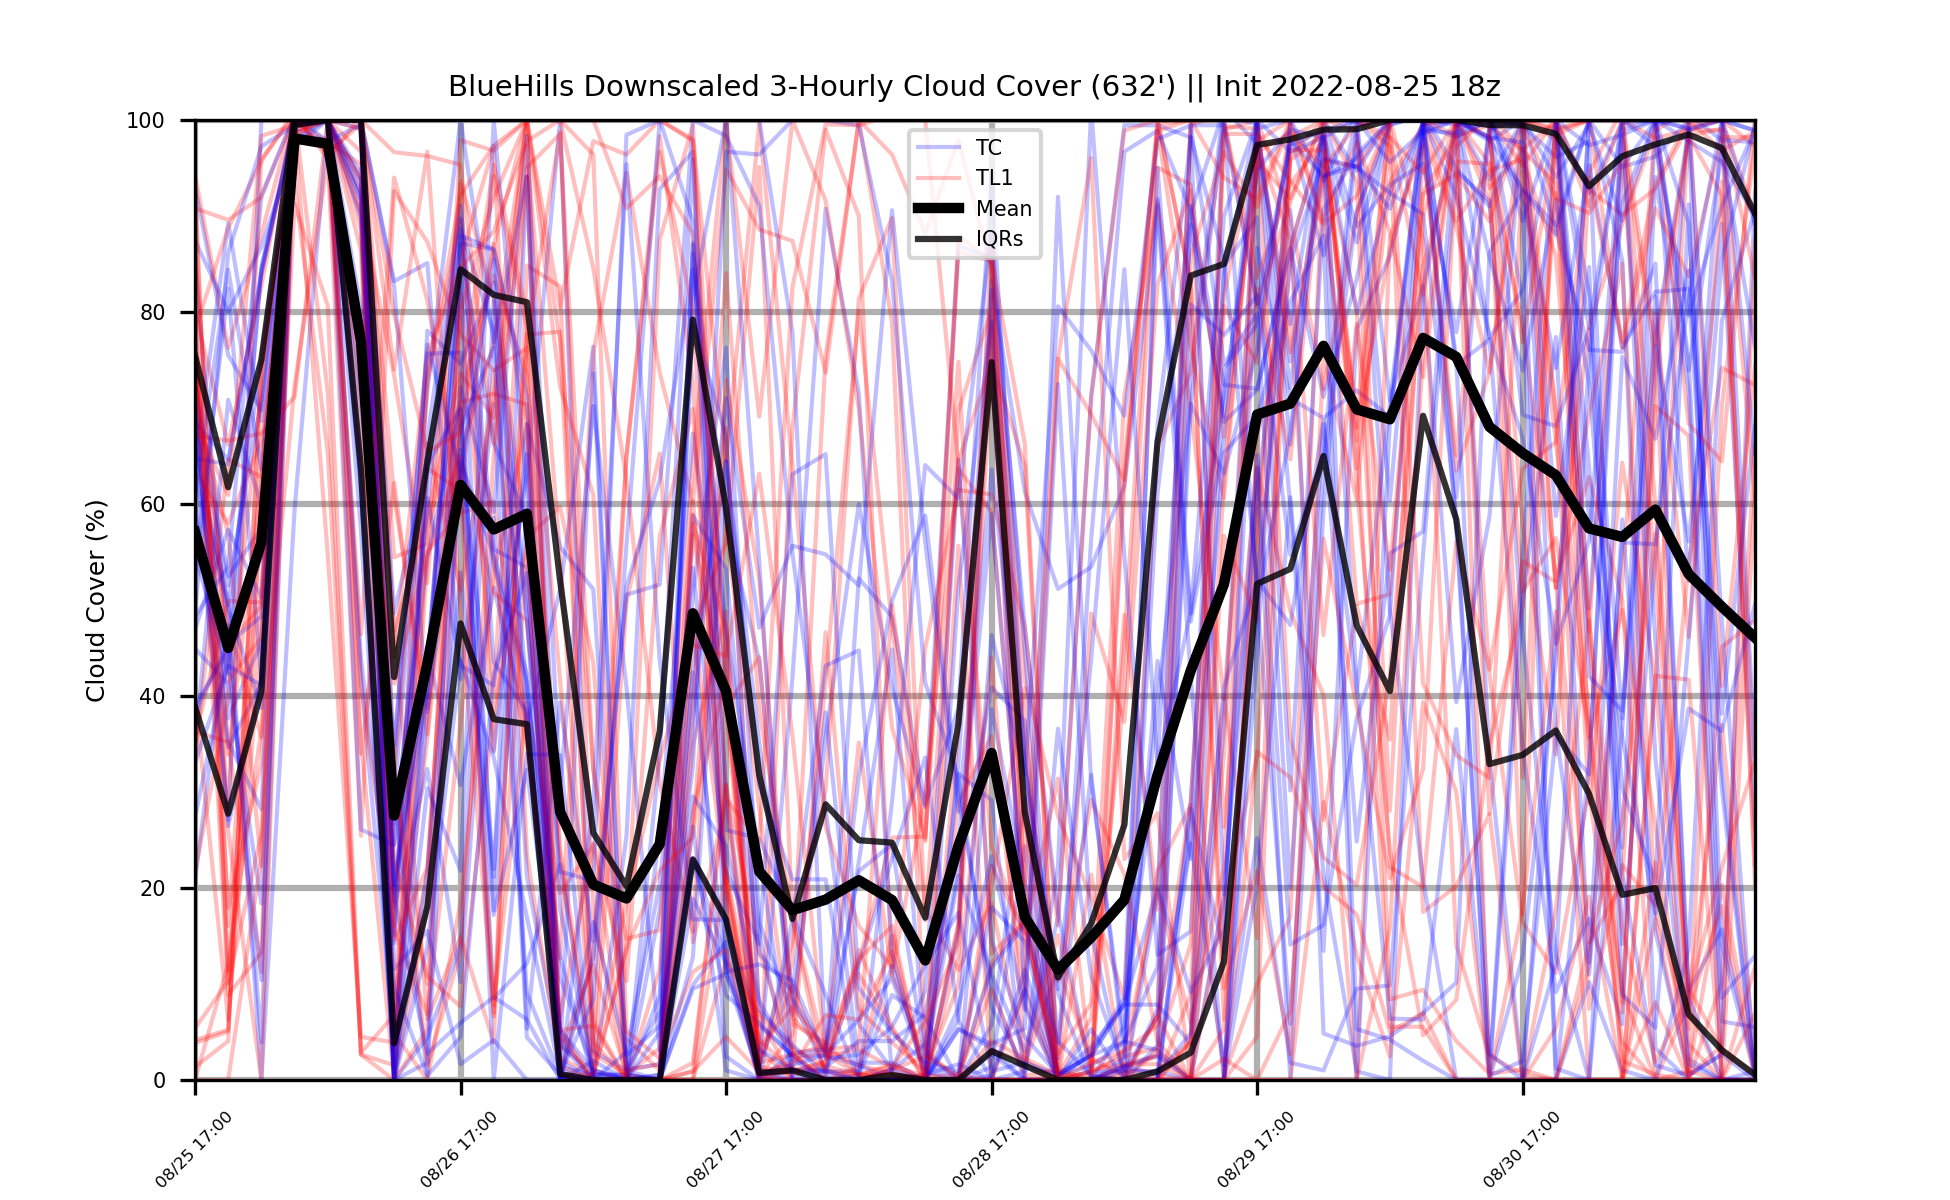 BlueHills Downscaled 3-Hourly Cloud Cover (632') || Init 2022-08-25 18z
TC
TL1
Mean
IQRs
Cloud Cover (%)
100
80
60
40
20
0
08/25 17:00
08/26 17:00
08/27 17:00
08/28 17:00
08/29 17:00
08/30 17:00